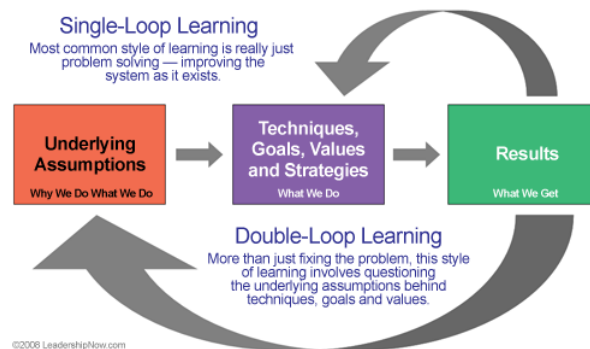 Single-Loop Learning
Most common style of learning is really just
problem solving — improving the
system as it exists.
Underlying
Assumptions
Why We Do What We Do
Techniques,
Goals, Values
and Strategies
What We Do
Results
What We Get
Double-Loop Learning
More than just fixing the problem, this style
of learning involves questioning
the underlying assumptions behind
techniques, goals and values.
©2008 LeadershipNow.com